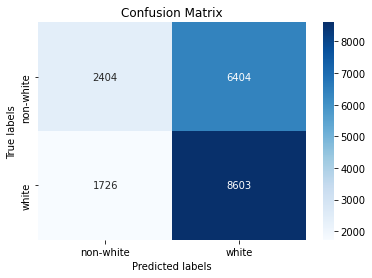 Confusion Matrix
True labels
non-white
2404 6404
white
1726 8603
non-white white
Predicted labels
8000
7000
6000
5000
4000
3000
2000